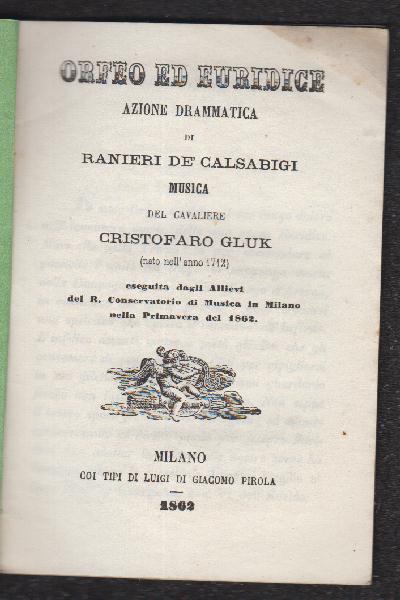 ORFEO ED EURIDICE
AZIONE DRAMMATICA
DI
RANIERI DE' CALSABIGI
MUSICA
DEL CAVALIERE
CRISTOFARO GLUK
(nato nell' anno 1712)
eseguita dagli Allievi
del R. Conservatorio di Musica in Milano
nella Primavera del 1862.
MILANO
COI TIPI DI LUIGI DI GIACOMO PIROLA
1862